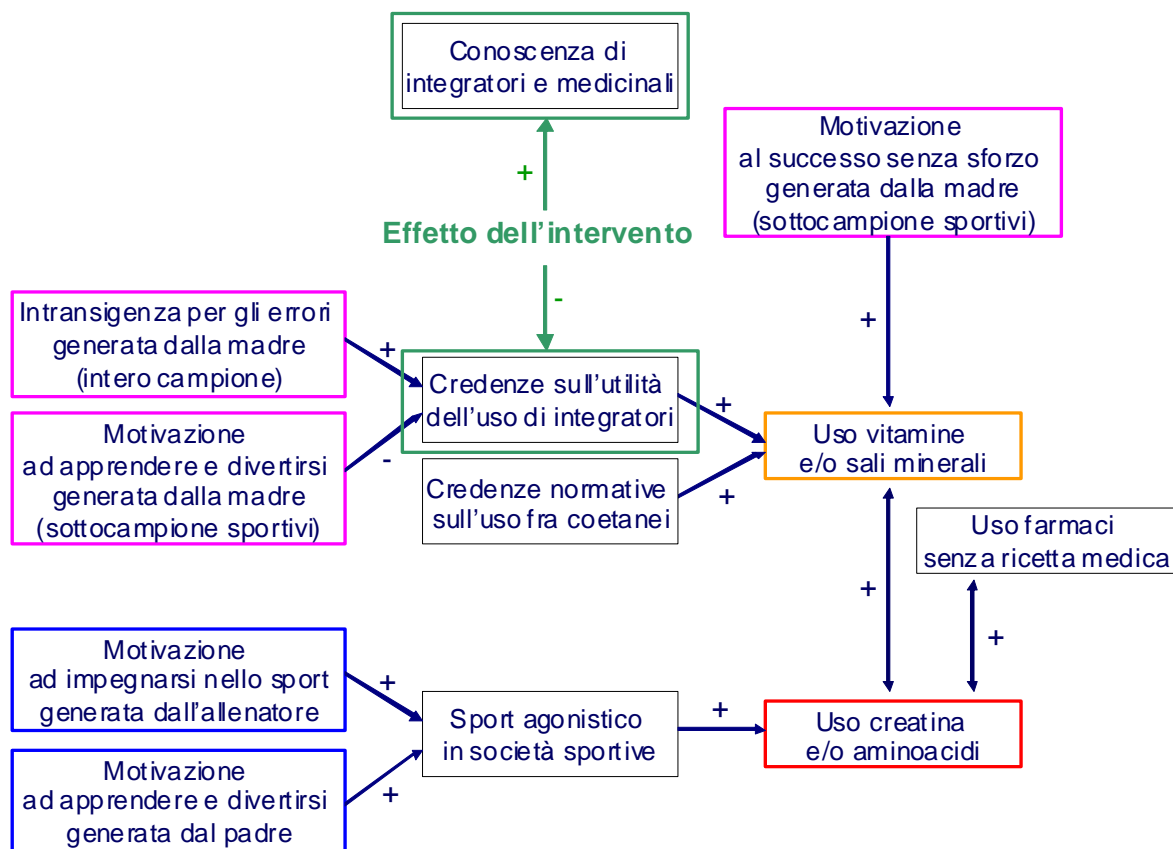 Conoscenza di
integratori e medicinali
Motivazione
al successo senza sforzo
generata dalla madre
(sottocampione sportivi)
+
Effetto dell'intervento
-
+
Intransigenza per gli errori
generata dalla madre
(intero campione)
+
Credenze sull'utilità
dell'uso di integratori
+
Motivazione
ad apprendere e divertirsi
generata dalla madre
(sottocampione sportivi)
-
Uso vitamine
e/o sali minerali
Credenze normative
sull'uso fra coetanei
+
Uso farmaci
senza ricetta medica
+
+
Motivazione
ad impegnarsi nello sport
generata dall'allenatore
+
Sport agonistico
in società sportive
+
Uso creatina
e/o aminoacidi
Motivazione
ad apprendere e divertirsi
generata dal padre
+